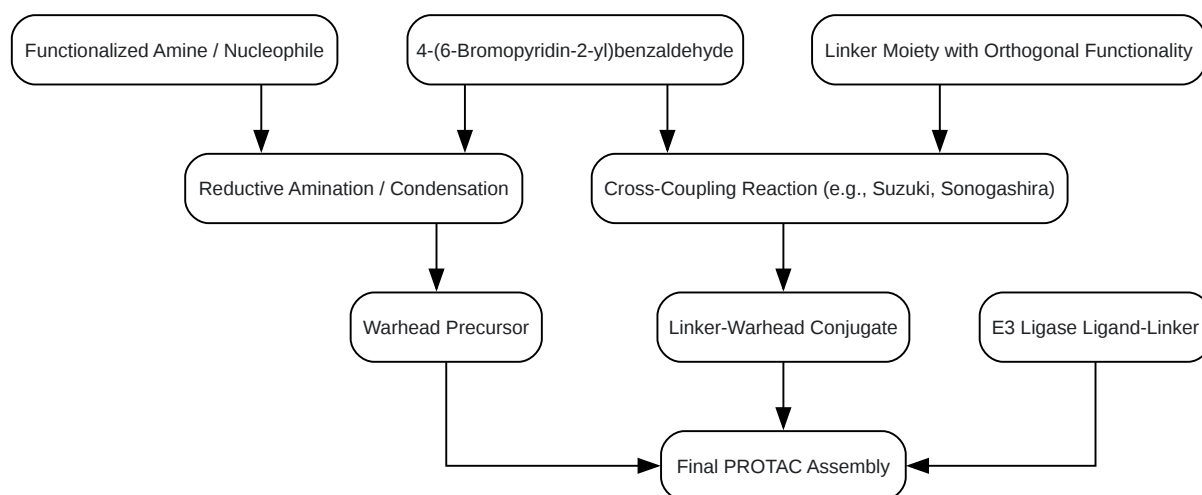 Functionalized Amine / Nucleophile
4-(6-Bromopyridin-2-yl)benzaldehyde
Linker Moiety with Orthogonal Functionality
Reductive Amination / Condensation
Cross-Coupling Reaction (e.g., Suzuki, Sonogashira)
Warhead Precursor
Linker-Warhead Conjugate
E3 Ligase Ligand-Linker
Final PROTAC Assembly